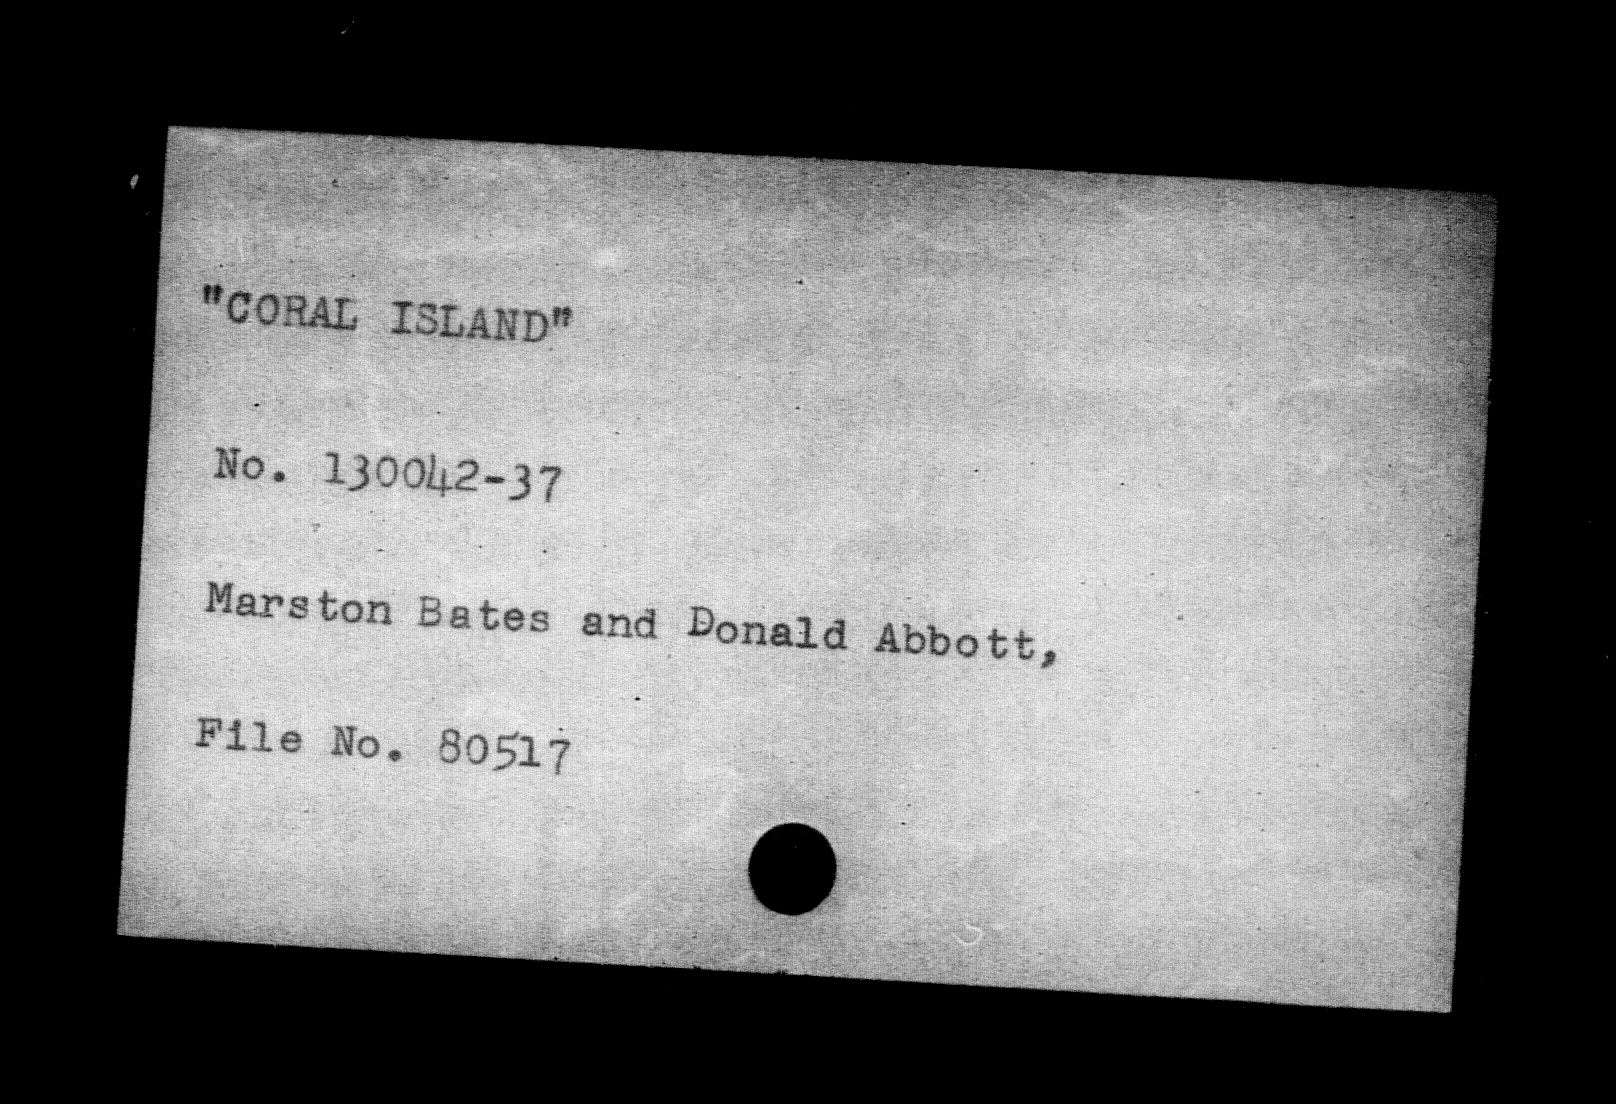 "CORAL ISLAND"
No. 130042-37
Marston Bates and Donald Abbott,
File No. 80517